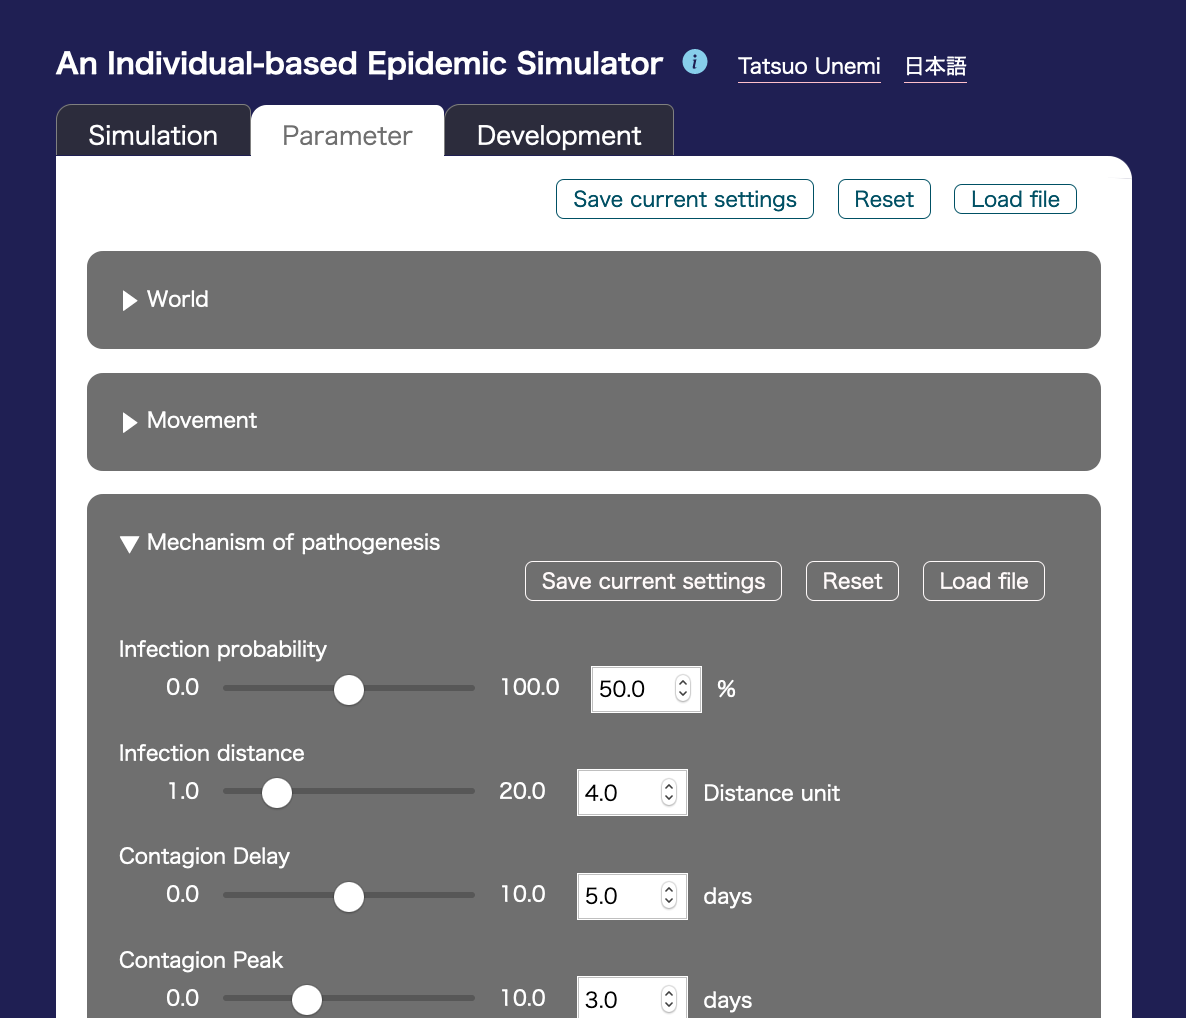 An Individual-based Epidemic Simulator i Tatsuo Unemi 日本語
Simulation Parameter Development
Save current settings Reset Load file
World
Movement
Mechanism of pathogenesis
Save current settings Reset Load file
Infection probability
0.0 100.0 50.0 %
Infection distance
1.0 20.0 4.0 Distance unit
Contagion Delay
0.0 10.0 5.0 days
Contagion Peak
0.0 10.0 3.0 days